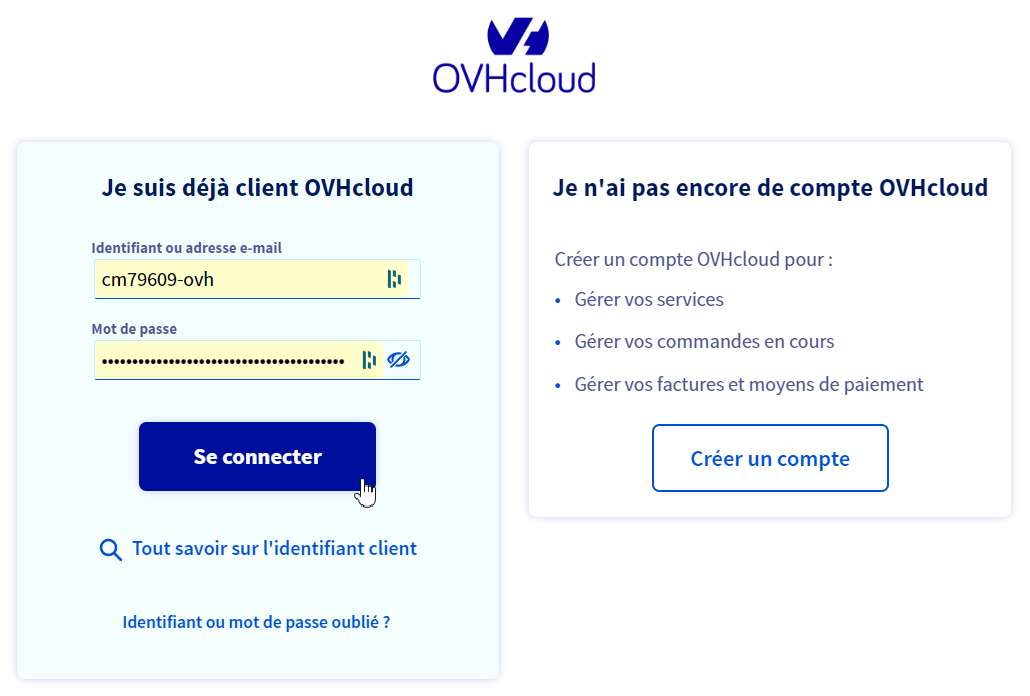 OVHcloud
Je suis déjà client OVHcloud
Identifiant ou adresse e-mail
cm79609-ovh
Mot de passe
••••••••••••••••••••••••••••••••••••••••
Se connecter
Tout savoir sur l'identifiant client
Identifiant ou mot de passe oublié ?
Je n'ai pas encore de compte OVHcloud
Créer un compte OVHcloud pour :
• Gérer vos services
• Gérer vos commandes en cours
• Gérer vos factures et moyens de paiement
Créer un compte